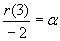 r(3)/-2 = α